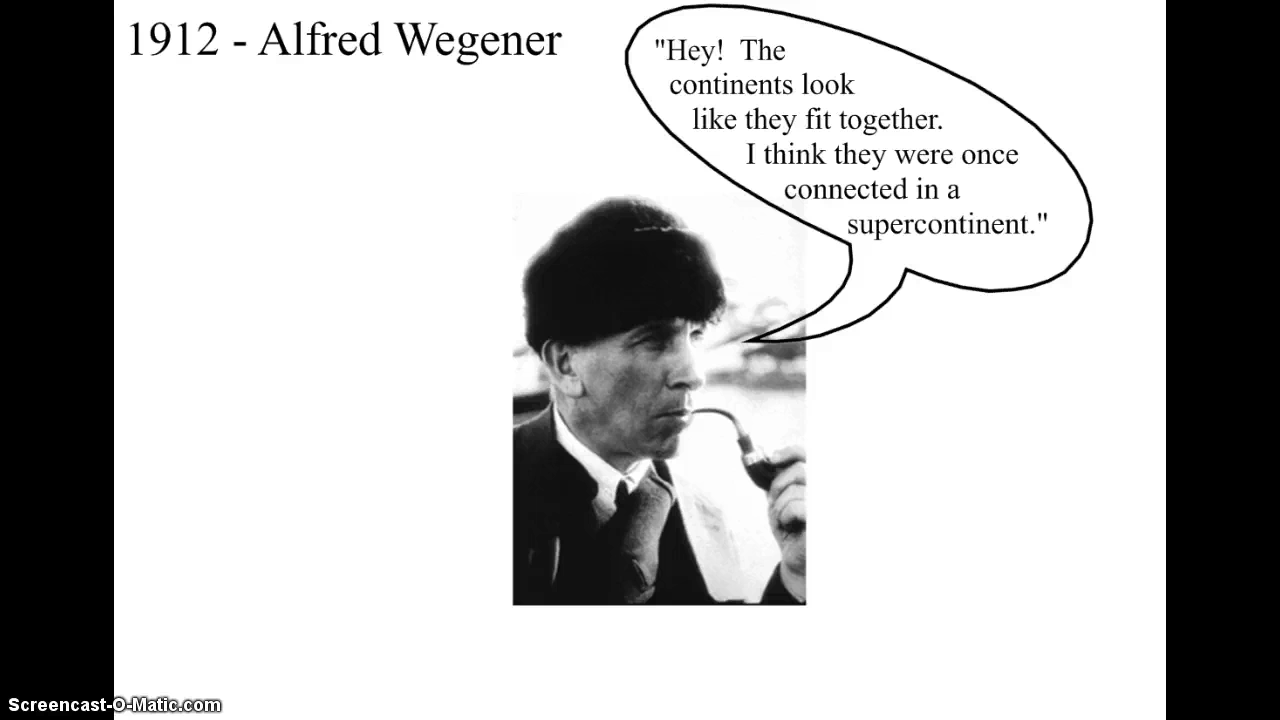 1912 - Alfred Wegener
"Hey!  The
continents look
like they fit together.
I think they were once
connected in a
supercontinent."
Screencast-O-Matic.com